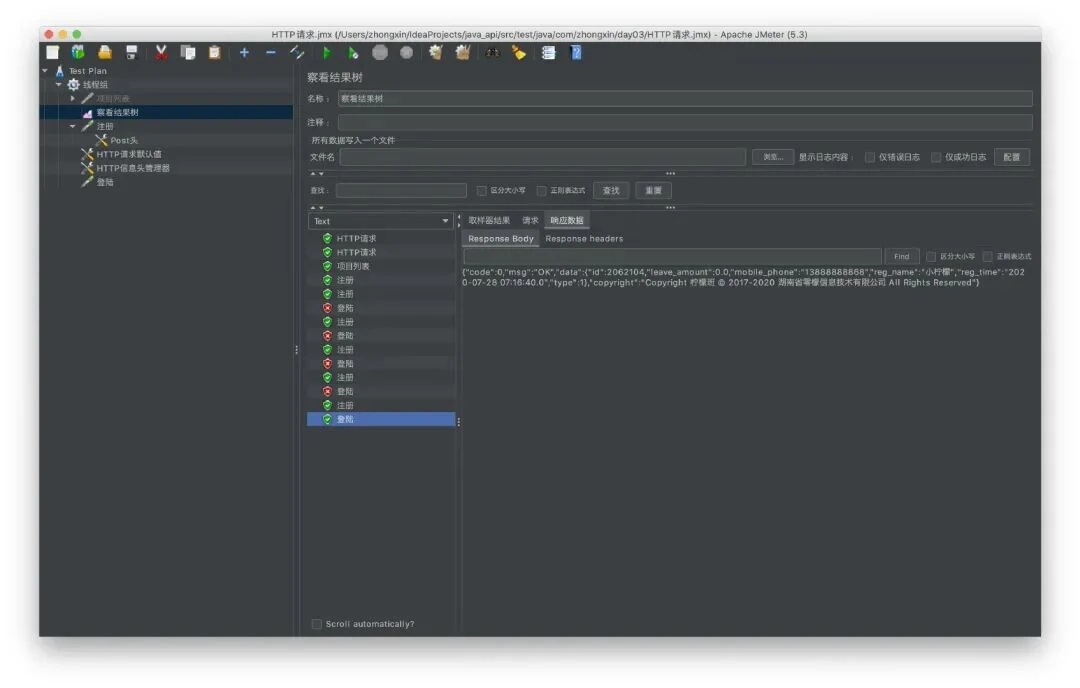 HTTP请求.jmx (/Users/zhongxin/IdeaProjects/java_api/src/test/java/com/zhongxin/day03/HTTP请求.jmx) - Apache JMeter (5.3)
Test Plan
线程组
项目列表
察看结果树
注册
Post头
HTTP请求默认值
HTTP信息头管理器
登陆
察看结果树
名称： 察看结果树
注释：
所有数据写入一个文件
文件名 浏览... 显示日志内容： 仅错误日志 仅成功日志 配置
查找： 区分大小写 正则表达式 查找 重置
Text 取样器结果 请求 响应数据
Response Body Response headers
Find 区分大小写 正则表达式
{"code":0,"msg":"OK","data":{"id":2062104,"leave_amount":0.0,"mobile_phone":"13888888868","reg_name":"小柠檬","reg_time":"202
0-07-28 07:16:40.0","type":1},"copyright":"Copyright 柠檬班 © 2017-2020 湖南省零檬信息技术有限公司 All Rights Reserved"}
HTTP请求
HTTP请求
项目列表
注册
注册
登陆
注册
登陆
注册
登陆
注册
登陆
注册
登陆
Scroll automatically?